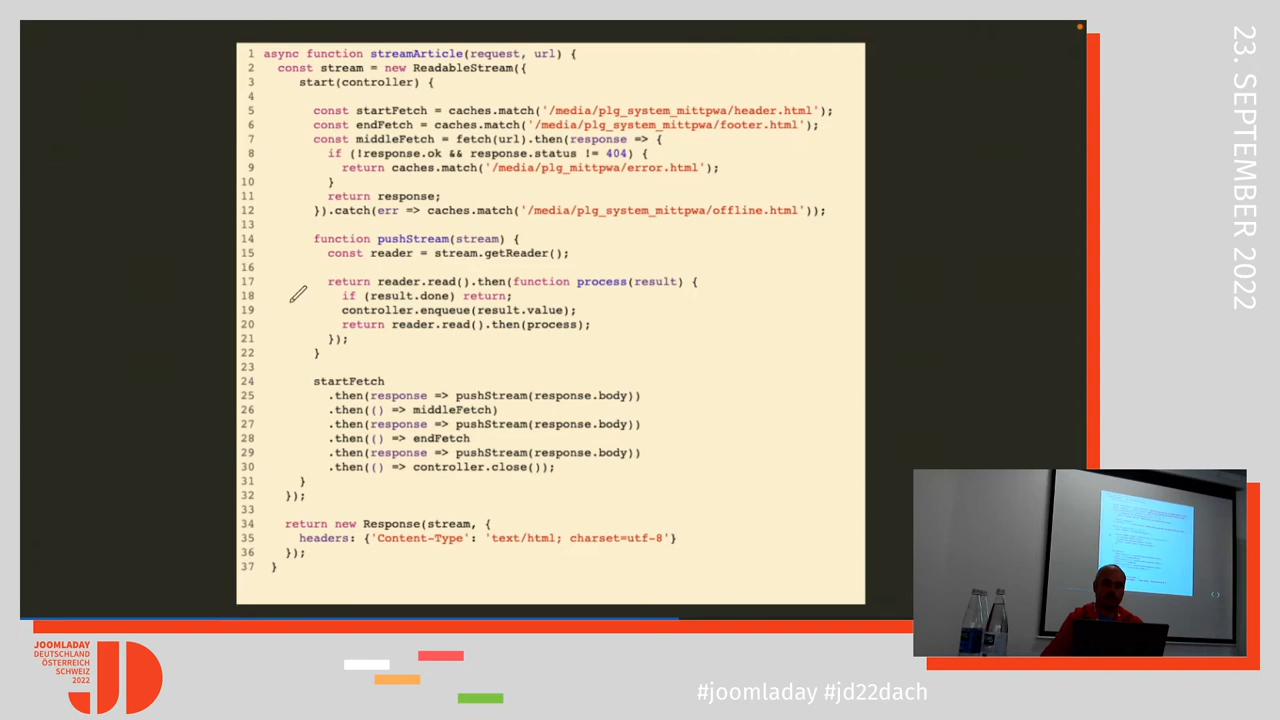 1 async function streamArticle(request, url) {
2 const stream = new ReadableStream({
3 start(controller) {
4
5 const startFetch = caches.match('/media/plg_system_mittpwa/header.html');
6 const endFetch = caches.match('/media/plg_system_mittpwa/footer.html');
7 const middleFetch = fetch(url).then(response => {
8 if (!response.ok && response.status != 404) {
9 return caches.match('/media/plg_mittpwa/error.html');
10 }
11 return response;
12 }).catch(err => caches.match('/media/plg_system_mittpwa/offline.html'));
13
14 function pushStream(stream) {
15 const reader = stream.getReader();
16
17 return reader.read().then(function process(result) {
18 if (result.done) return;
19 controller.enqueue(result.value);
20 return reader.read().then(process);
21 });
22 }
23
24 startFetch
25 .then(response => pushStream(response.body))
26 .then(() => middleFetch)
27 .then(response => pushStream(response.body))
28 .then(() => endFetch
29 .then(response => pushStream(response.body))
30 .then(() => controller.close());
31 }
32 });
33
34 return new Response(stream, {
35 headers: {'Content-Type': 'text/html; charset=utf-8'}
36 });
37 }
23. SEPTEMBER 2022
JOOMLADAY
DEUTSCHLAND
ÖSTERREICH
SCHWEIZ
2022
JD
#joomladay #jd22dach